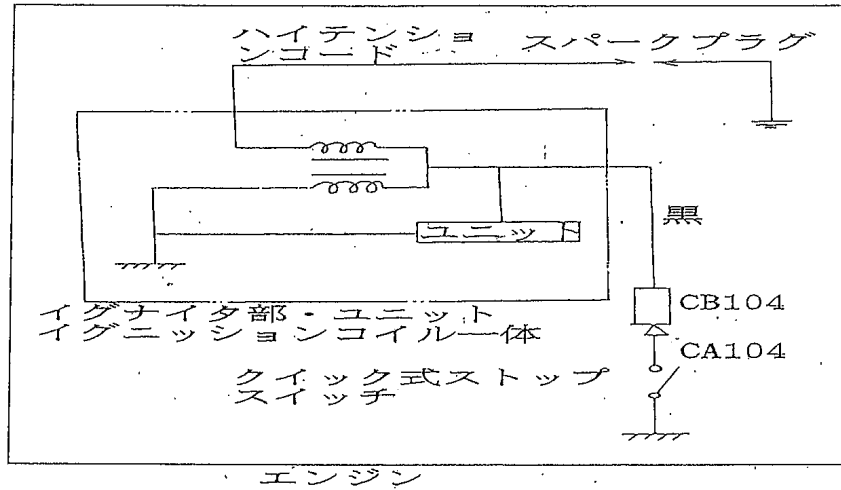 ハイテンショ
ンコード
スパークプラグ
黒
ユニット
CB104
イグナイタ部・ユニット
イグニッションコイル一体
CA104
クイック式ストップ
スイッチ
エンジン